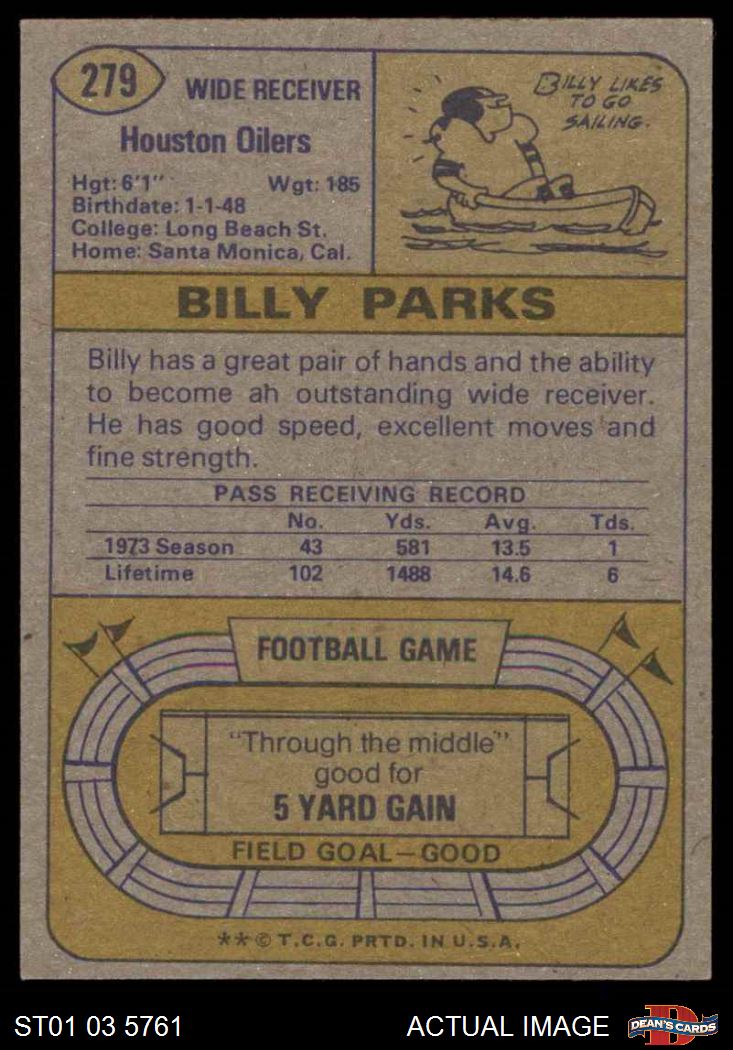 279
WIDE RECEIVER
Houston Oilers
Hgt: 6'1" Wgt: 185
Birthdate: 1-1-48
College: Long Beach St.
Home: Santa Monica, Cal.
BILLY LIKES
TO GO
SAILING.
BILLY PARKS
Billy has a great pair of hands and the ability
to become ah outstanding wide receiver.
He has good speed, excellent moves and
fine strength.
PASS RECEIVING RECORD
No. Yds. Avg. Tds.
1973 Season 43 581 13.5 1
Lifetime 102 1488 14.6 6
FOOTBALL GAME
"Through the middle"
good for
5 YARD GAIN
FIELD GOAL—GOOD
**© T.C.G. PRTD. IN U.S.A.
ST01 03 5761 ACTUAL IMAGE
D
DEAN'S CARDS